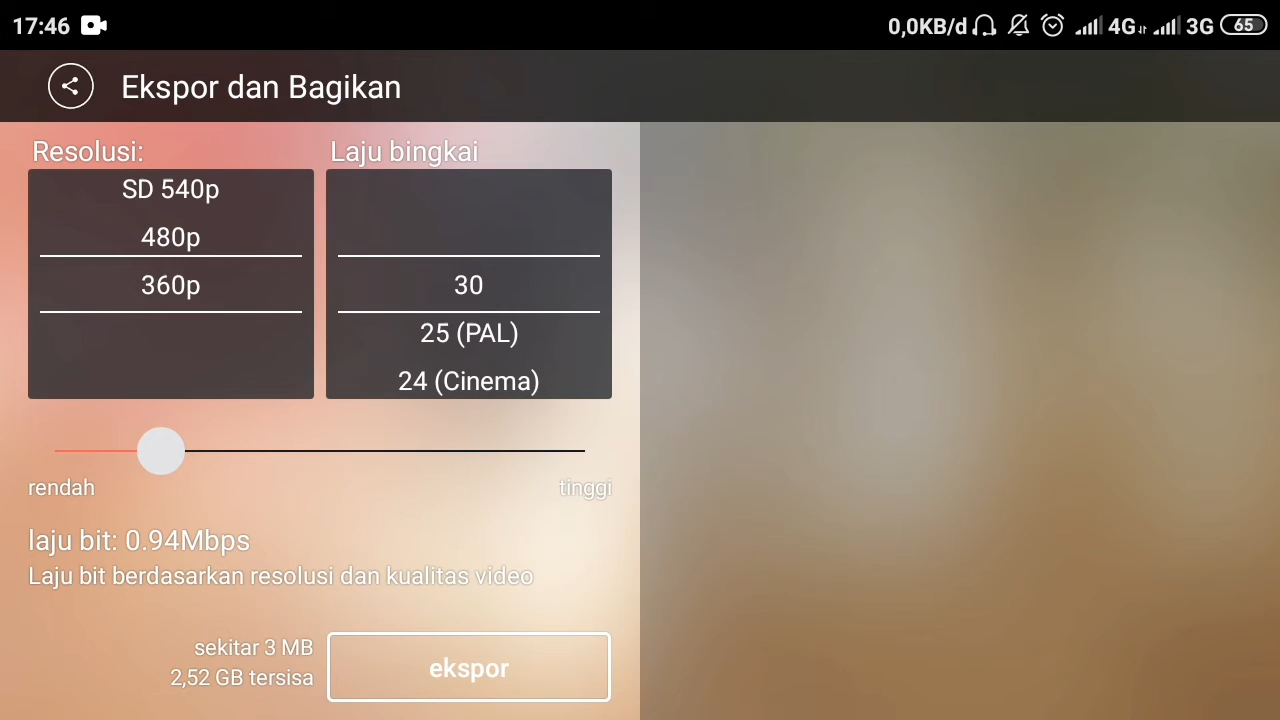 17:46
0,0KB/d 4G 3G 65
Ekspor dan Bagikan
Resolusi:
SD 540p
480p
360p
Laju bingkai
30
25 (PAL)
24 (Cinema)
rendah
tinggi
laju bit: 0.94Mbps
Laju bit berdasarkan resolusi dan kualitas video
sekitar 3 MB
2,52 GB tersisa
ekspor